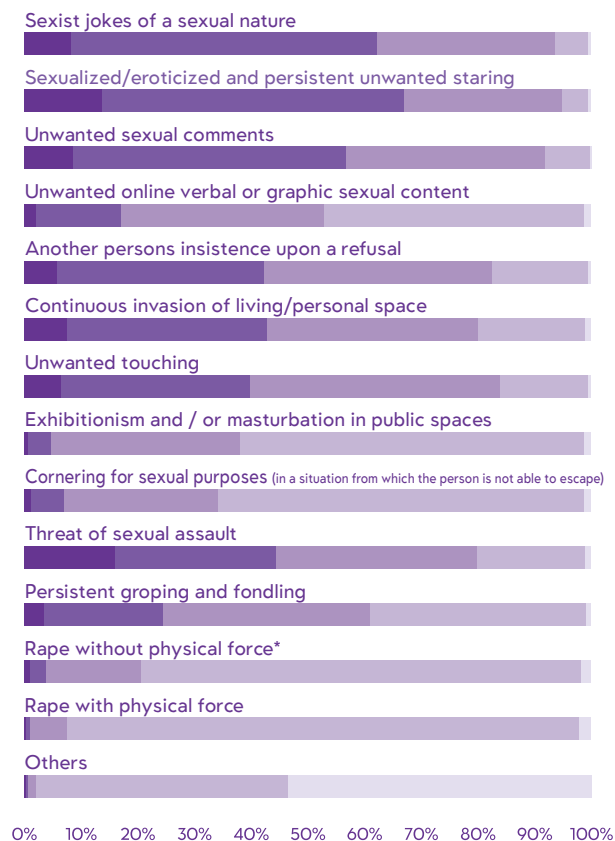 Sexist jokes of a sexual nature
Sexualized/eroticized and persistent unwanted staring
Unwanted sexual comments
Unwanted online verbal or graphic sexual content
Another persons insistence upon a refusal
Continuous invasion of living/personal space
Unwanted touching
Exhibitionism and / or masturbation in public spaces
Cornering for sexual purposes (in a situation from which the person is not able to escape)
Threat of sexual assault
Persistent groping and fondling
Rape without physical force*
Rape with physical force
Others
0% 10% 20% 30% 40% 50% 60% 70% 80% 90% 100%